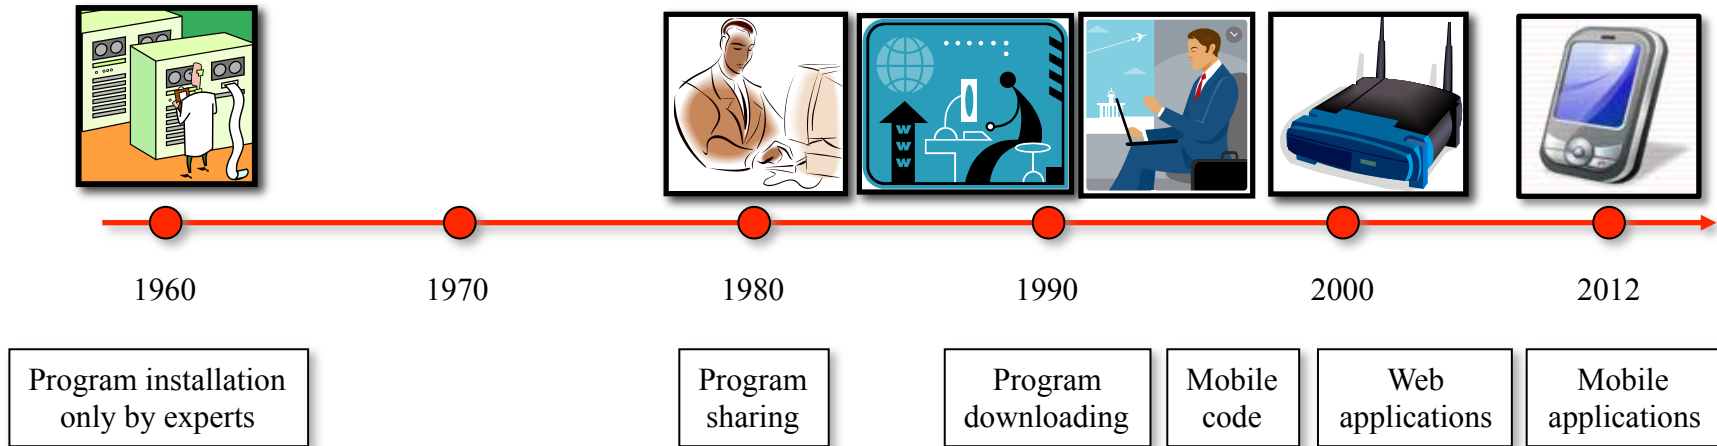 W
W
W
1960
1970
1980
1990
2000
2012
Program installation
only by experts
Program
sharing
Program
downloading
Mobile
code
Web
applications
Mobile
applications